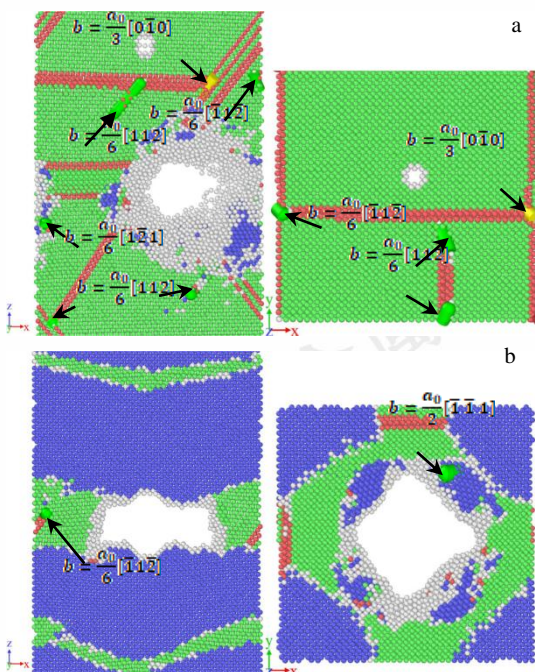 a
b = a₀/3 [01̄0]
b = a₀/6 [1̄12̄]
b = a₀/6 [112]
b = a₀/6 [12̄1]
b = a₀/6 [112]
z x
b = a₀/3 [01̄0]
b = a₀/6 [1̄12̄]
b = a₀/6 [112]
y x
b
b = a₀/6 [1̄12̄]
z x
b = a₀/2 [1̄1̄1]
y x